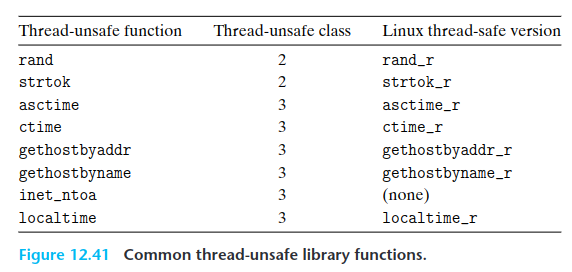 Thread-unsafe function Thread-unsafe class Linux thread-safe version
rand 2 rand_r
strtok 2 strtok_r
asctime 3 asctime_r
ctime 3 ctime_r
gethostbyaddr 3 gethostbyaddr_r
gethostbyname 3 gethostbyname_r
inet_ntoa 3 (none)
localtime 3 localtime_r
Figure 12.41 Common thread-unsafe library functions.